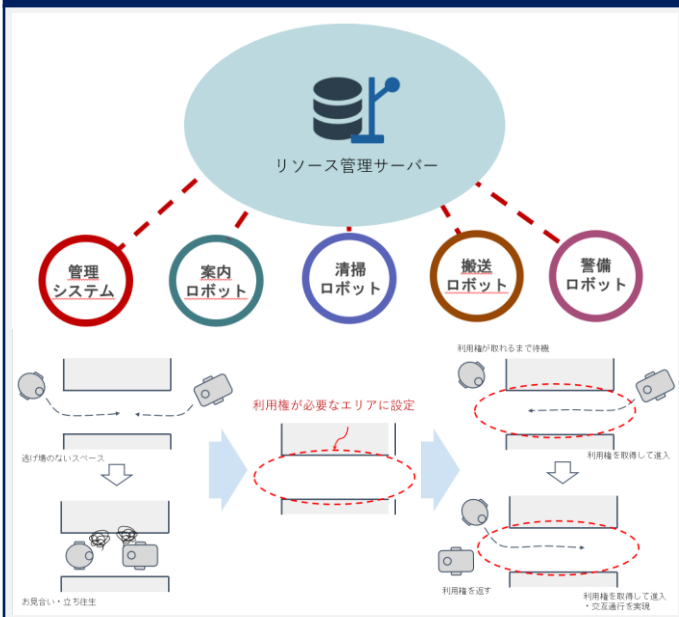 リソース管理サーバー
管理
システム
案内
ロボット
清掃
ロボット
搬送
ロボット
警備
ロボット
逃げ場のないスペース
お見合い・立ち往生
利用権が必要なエリアに設定
利用権が取れるまで待機
利用権を取得して進入
利用権を返す
利用権を取得して進入
・交互通行を実現